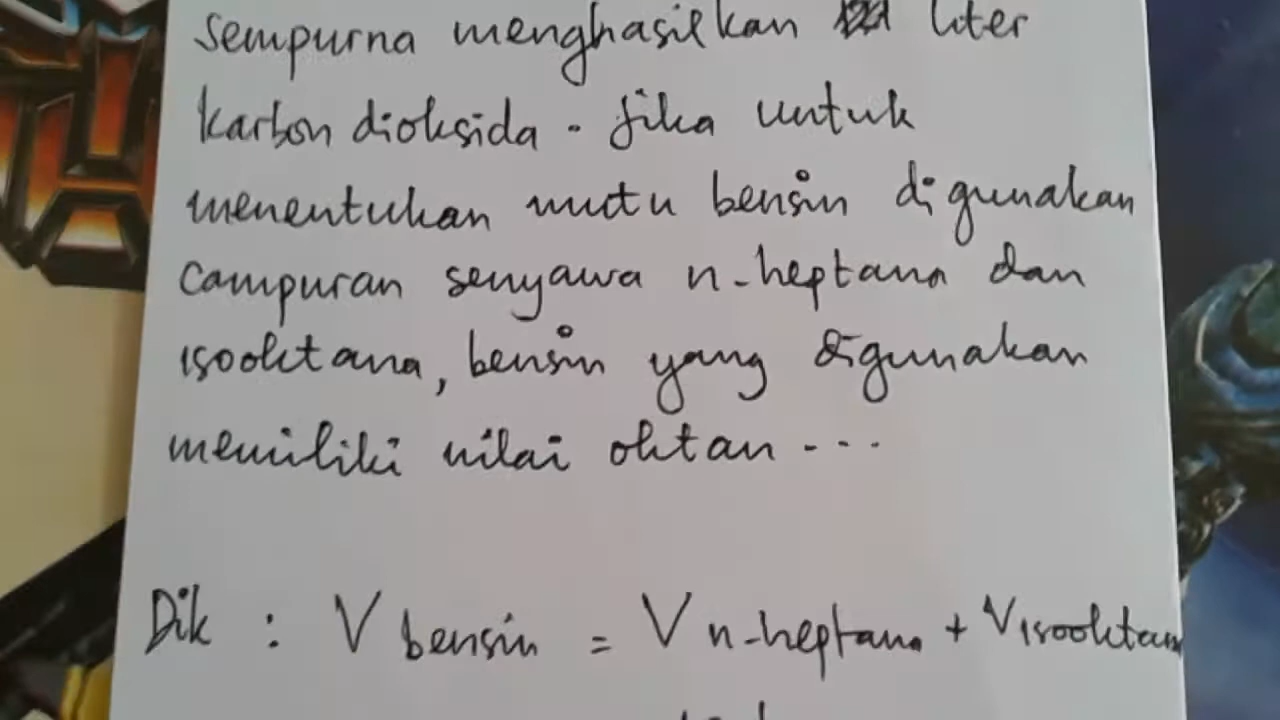 sempurna menghasilkan liter
karbon dioksida. Jika untuk
menentukan mutu bensin digunakan
campuran senyawa n-heptana dan
isooktana, bensin yang digunakan
memiliki nilai oktan ...
Dik : V bensin = V n-heptana + V isooktana